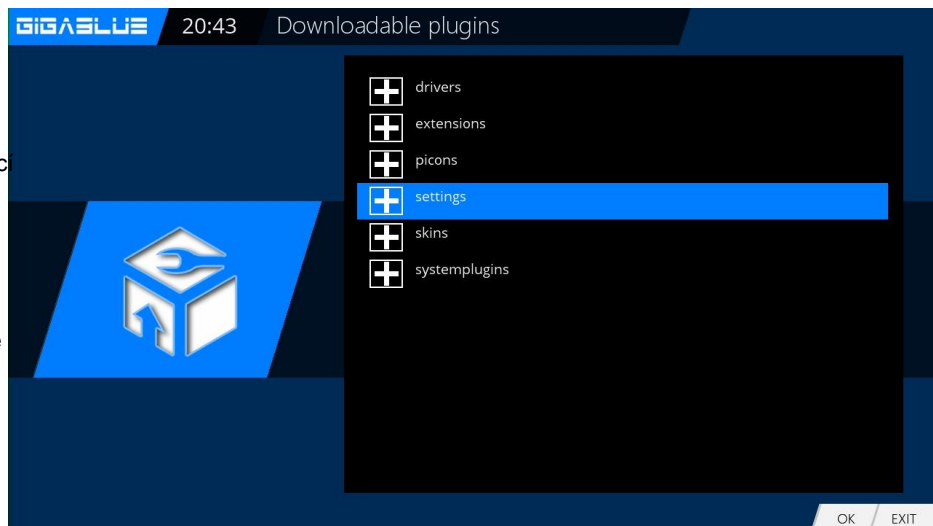 GIGABLUE 20:43 Downloadable plugins
drivers
extensions
picons
settings
skins
systemplugins
OK EXIT